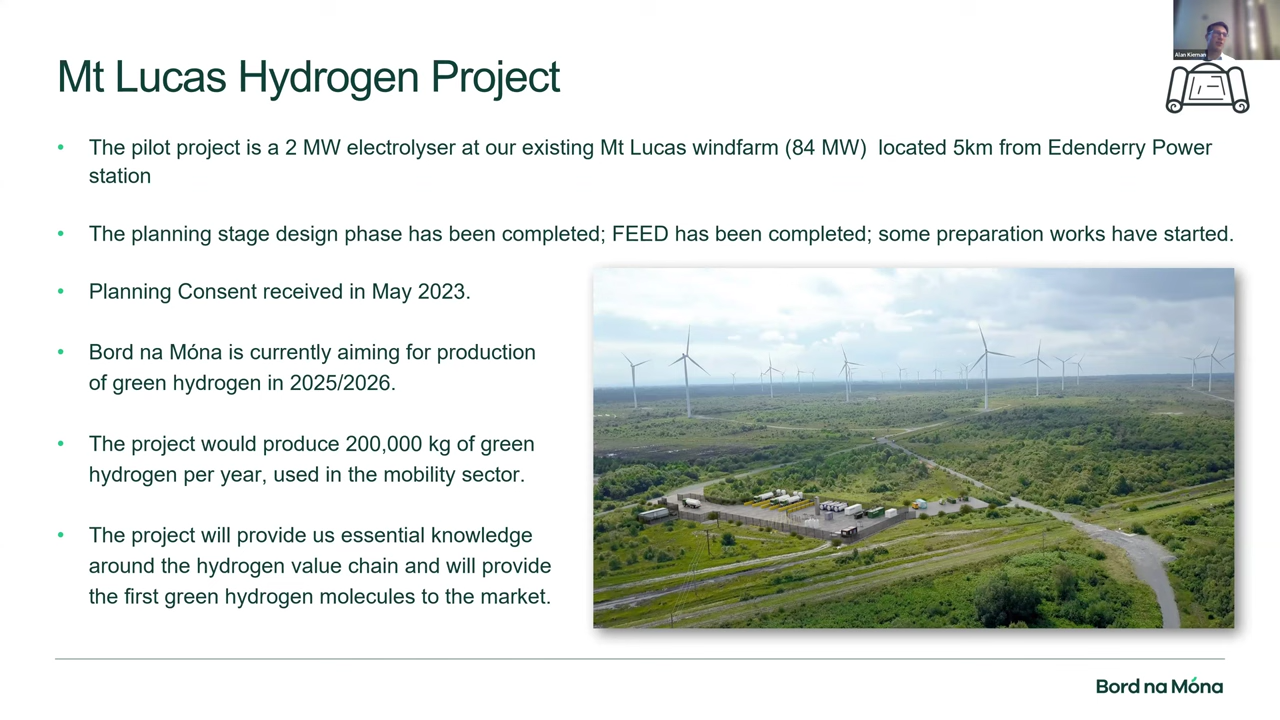 Alan Kiernan
Mt Lucas Hydrogen Project
• The pilot project is a 2 MW electrolyser at our existing Mt Lucas windfarm (84 MW)  located 5km from Edenderry Power
station
• The planning stage design phase has been completed; FEED has been completed; some preparation works have started.
• Planning Consent received in May 2023.
• Bord na Móna is currently aiming for production
of green hydrogen in 2025/2026.
• The project would produce 200,000 kg of green
hydrogen per year, used in the mobility sector.
• The project will provide us essential knowledge
around the hydrogen value chain and will provide
the first green hydrogen molecules to the market.
Bord na Móna